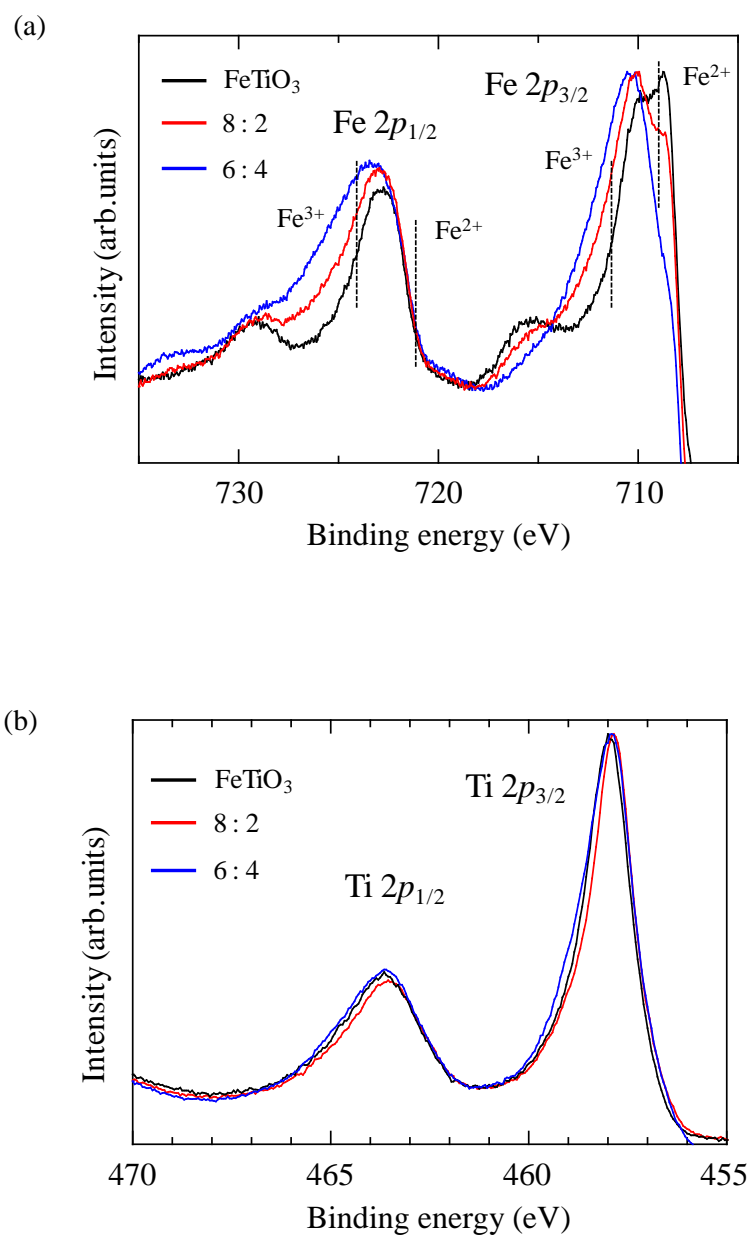 (a)
FeTiO₃
8 : 2
6 : 4
Fe 2p₁/₂
Fe 2p₃/₂
Fe²⁺
Fe³⁺
Fe³⁺
Fe²⁺
Intensity (arb.units)
730 720 710
Binding energy (eV)
(b)
FeTiO₃
8 : 2
6 : 4
Ti 2p₃/₂
Ti 2p₁/₂
Intensity (arb.units)
470 465 460 455
Binding energy (eV)